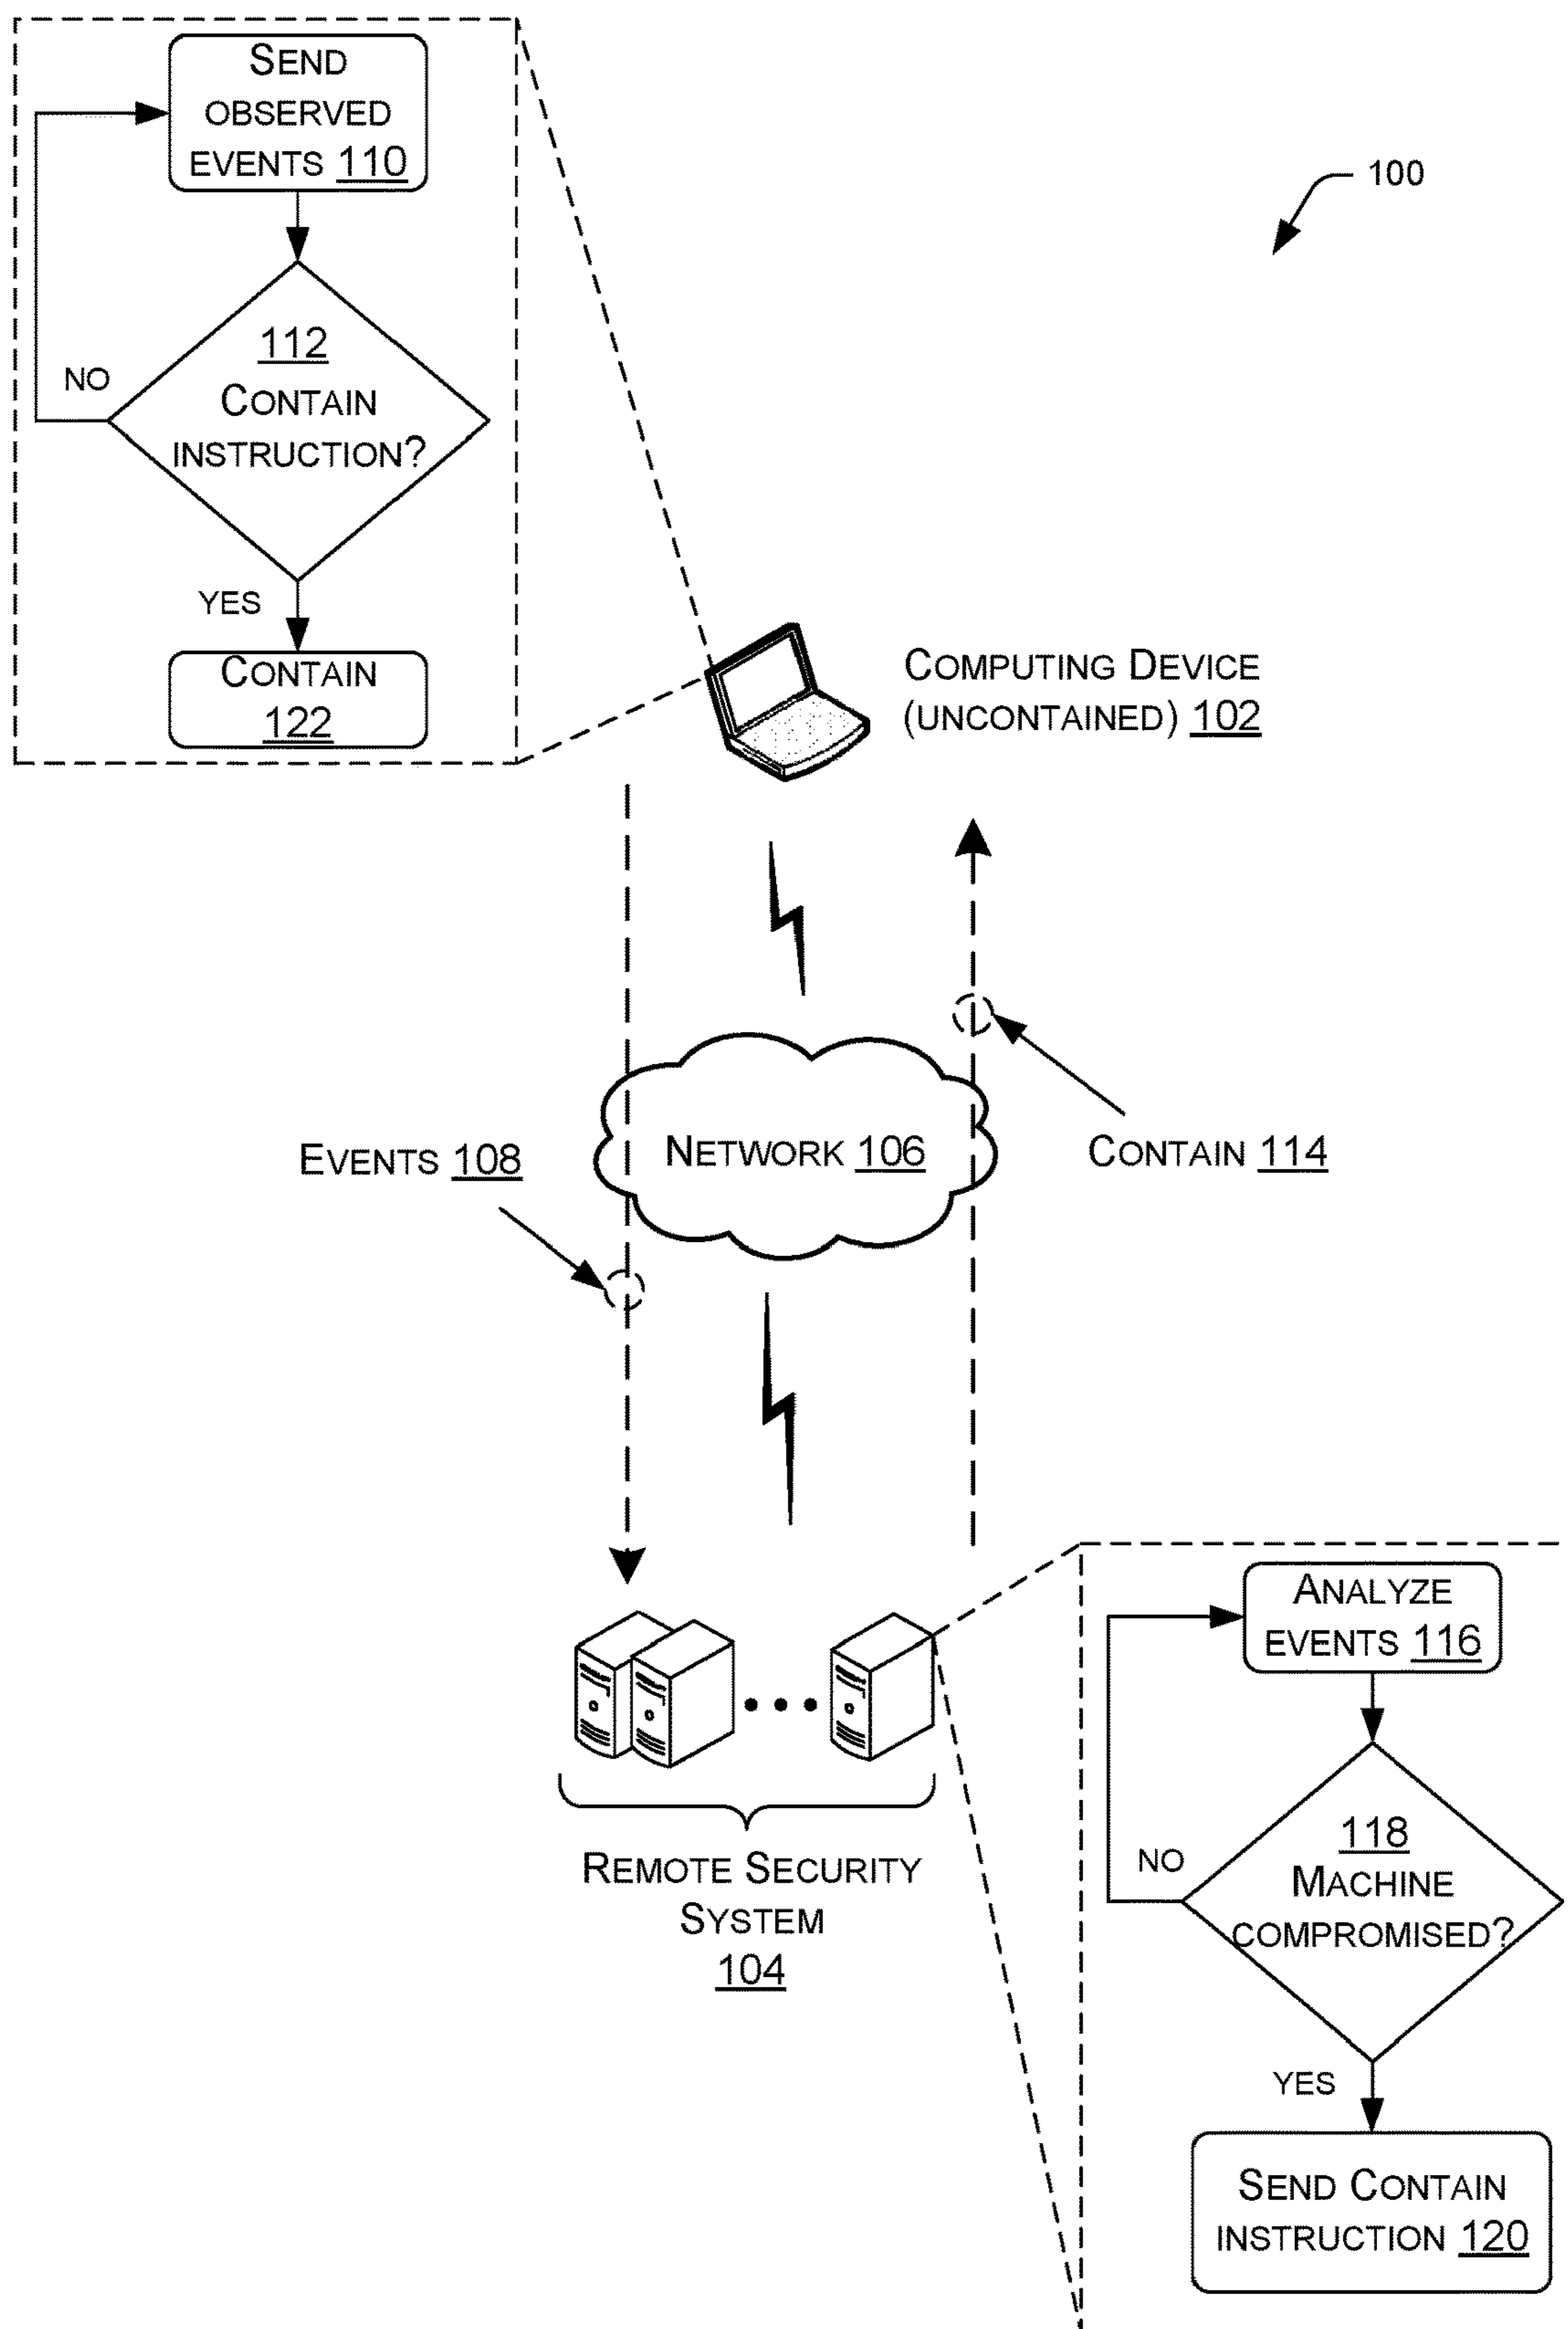 SEND
OBSERVED
EVENTS 110
100
112
CONTAIN
INSTRUCTION?
NO
YES
CONTAIN
122
COMPUTING DEVICE
(UNCONTAINED) 102
EVENTS 108
NETWORK 106
CONTAIN 114
ANALYZE
EVENTS 116
118
MACHINE
COMPROMISED?
NO
YES
SEND CONTAIN
INSTRUCTION 120
REMOTE SECURITY
SYSTEM
104